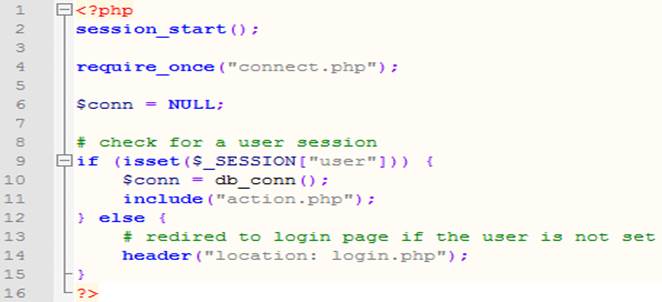 1 <?php
2 session_start();
3
4 require_once("connect.php");
5
6 $conn = NULL;
7
8 # check for a user session
9 if (isset($_SESSION["user"])) {
10 $conn = db_conn();
11 include("action.php");
12 } else {
13 # redired to login page if the user is not set
14 header("location: login.php");
15 }
16 ?>